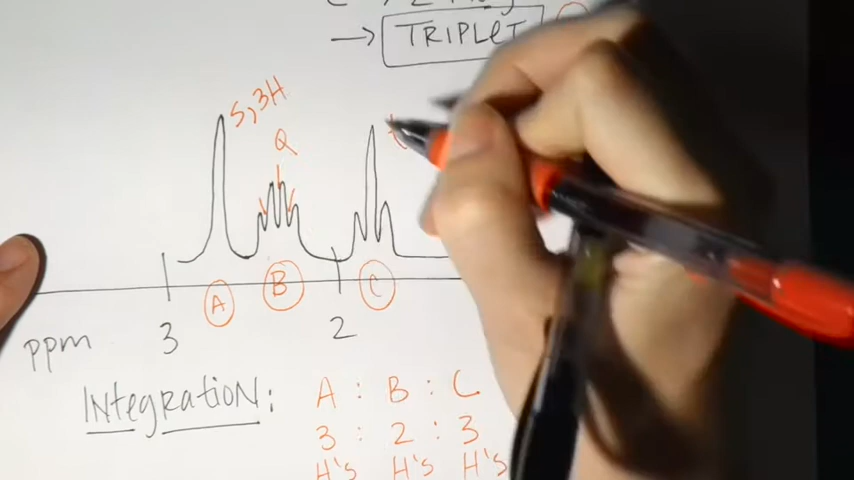 → TRIPLET
S, 3H
Q
A B C
ppm 3 2
INtegratioN: A : B : C
3 : 2 : 3
H's H's H's